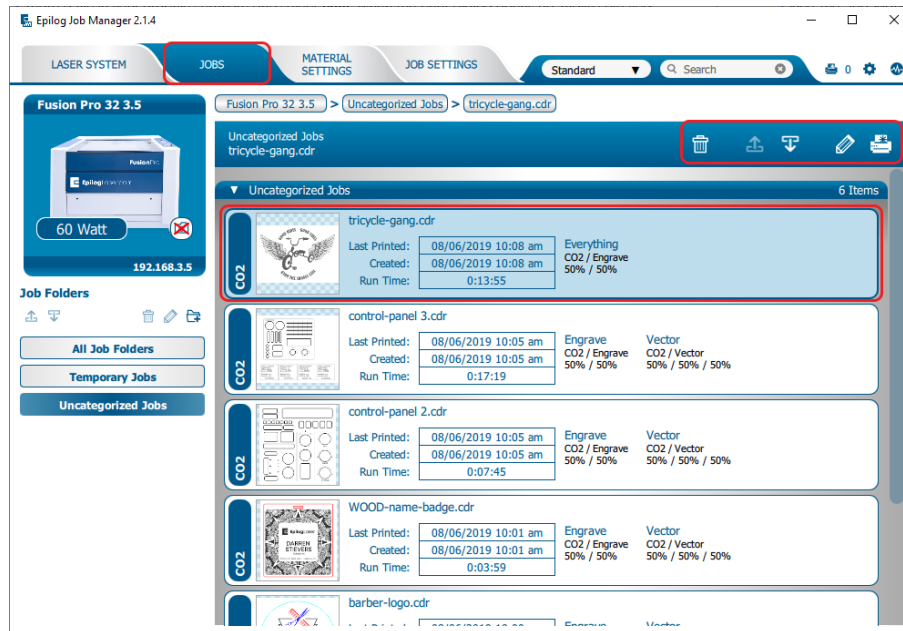 Epilog Job Manager 2.1.4
LASER SYSTEM
JOBS
MATERIAL
SETTINGS
JOB SETTINGS
Standard
Search
0
Fusion Pro 32 3.5
FusionPro
60 Watt
192.168.3.5
Job Folders
All Job Folders
Temporary Jobs
Uncategorized Jobs
Fusion Pro 32 3.5 > Uncategorized Jobs > tricycle-gang.cdr
Uncategorized Jobs
tricycle-gang.cdr
Uncategorized Jobs 6 Items
CO2
tricycle-gang.cdr
Last Printed: 08/06/2019 10:08 am
Created: 08/06/2019 10:08 am
Run Time: 0:13:55
Everything
CO2 / Engrave
50% / 50%
CO2
control-panel 3.cdr
Last Printed: 08/06/2019 10:05 am
Created: 08/06/2019 10:05 am
Run Time: 0:17:19
Engrave
CO2 / Engrave
50% / 50%
Vector
CO2 / Vector
50% / 50% / 50%
CO2
control-panel 2.cdr
Last Printed: 08/06/2019 10:05 am
Created: 08/06/2019 10:05 am
Run Time: 0:07:45
Engrave
CO2 / Engrave
50% / 50%
Vector
CO2 / Vector
50% / 50% / 50%
CO2
WOOD-name-badge.cdr
DARREN
STIEVERS
Last Printed: 08/06/2019 10:01 am
Created: 08/06/2019 10:01 am
Run Time: 0:03:59
Engrave
CO2 / Engrave
50% / 50%
Vector
CO2 / Vector
50% / 50% / 50%
barber-logo.cdr